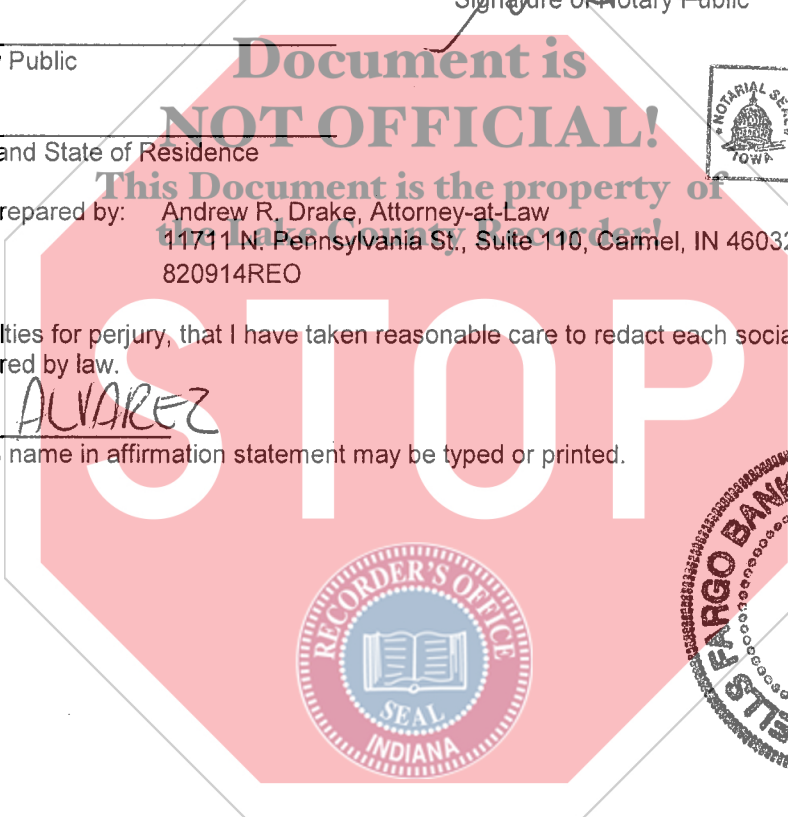 Signature of Notary Public
Public
Document is
NOT OFFICIAL!
and State of Residence
This Document is the property of
the Lake County Recorder!
repared by: Andrew R. Drake, Attorney-at-Law
11711 N. Pennsylvania St., Suite 110, Carmel, IN 46032
820914REO
lties for perjury, that I have taken reasonable care to redact each socia
red by law.
ALVAREZ
name in affirmation statement may be typed or printed.
STOP
NOTARIAL SE
IOWA
RECORDER'S OFFICE
SEAL
INDIANA
ELLS FARGO BANK